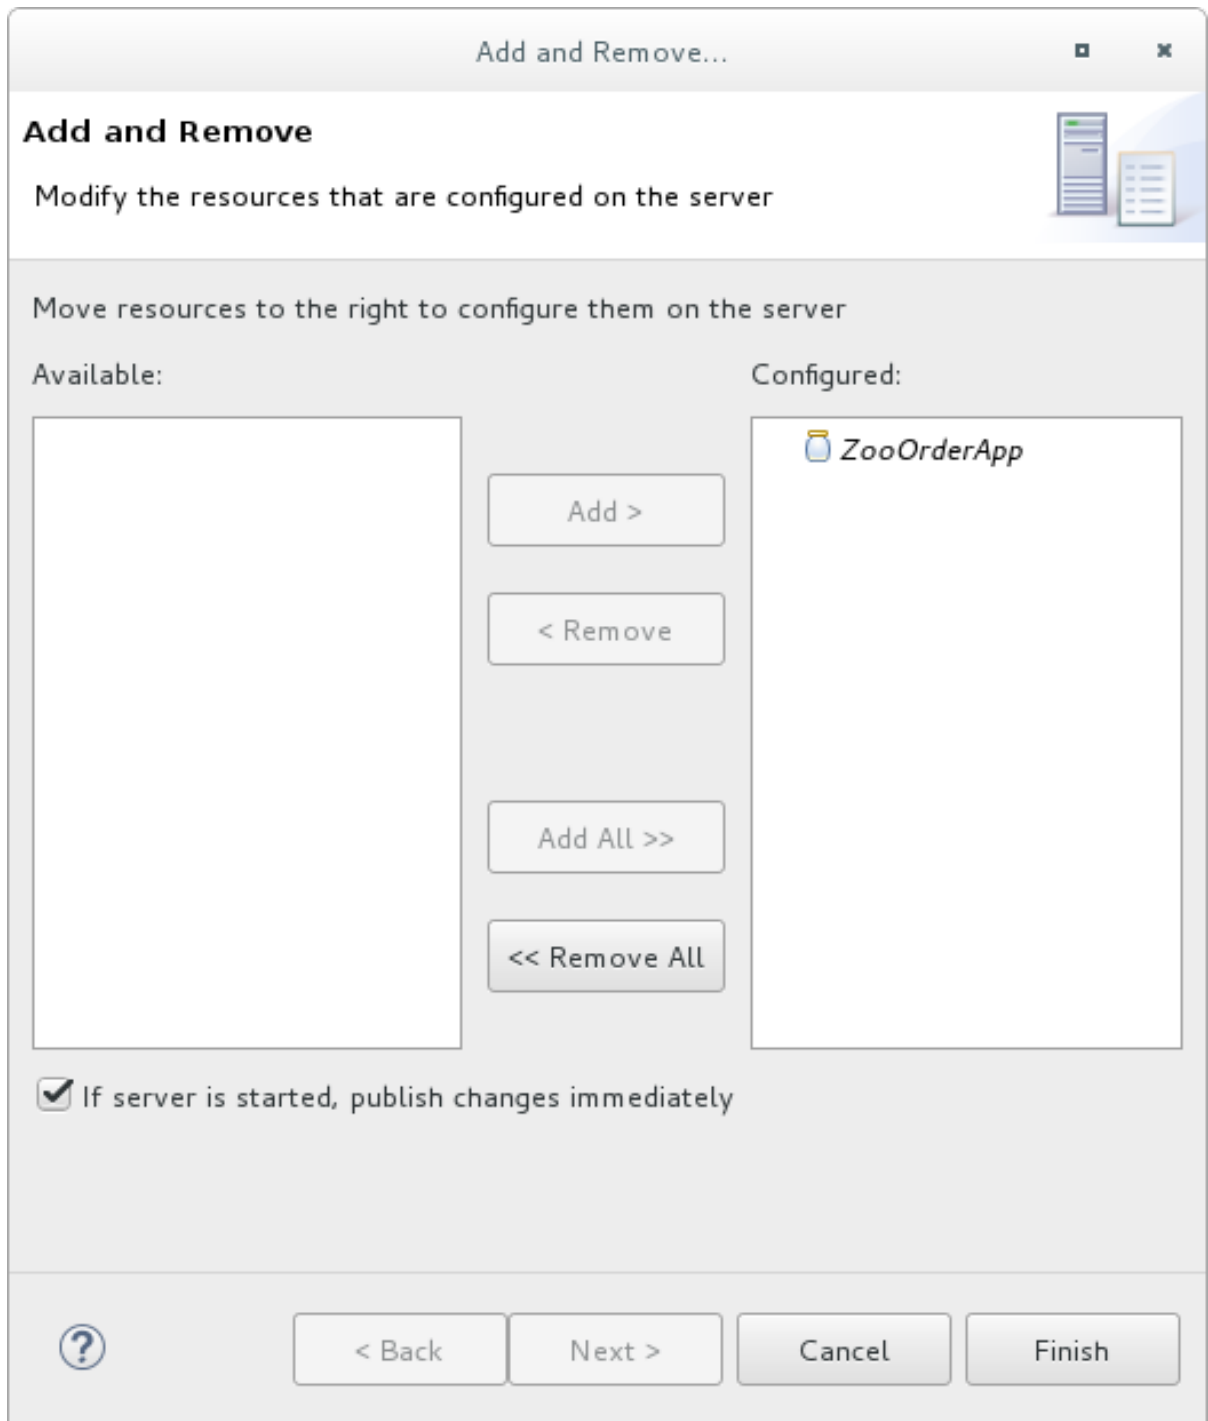 Add and Remove...
Add and Remove
Modify the resources that are configured on the server
Move resources to the right to configure them on the server
Available:
Configured:
ZooOrderApp
Add >
< Remove
Add All >>
<< Remove All
If server is started, publish changes immediately
?
< Back
Next >
Cancel
Finish